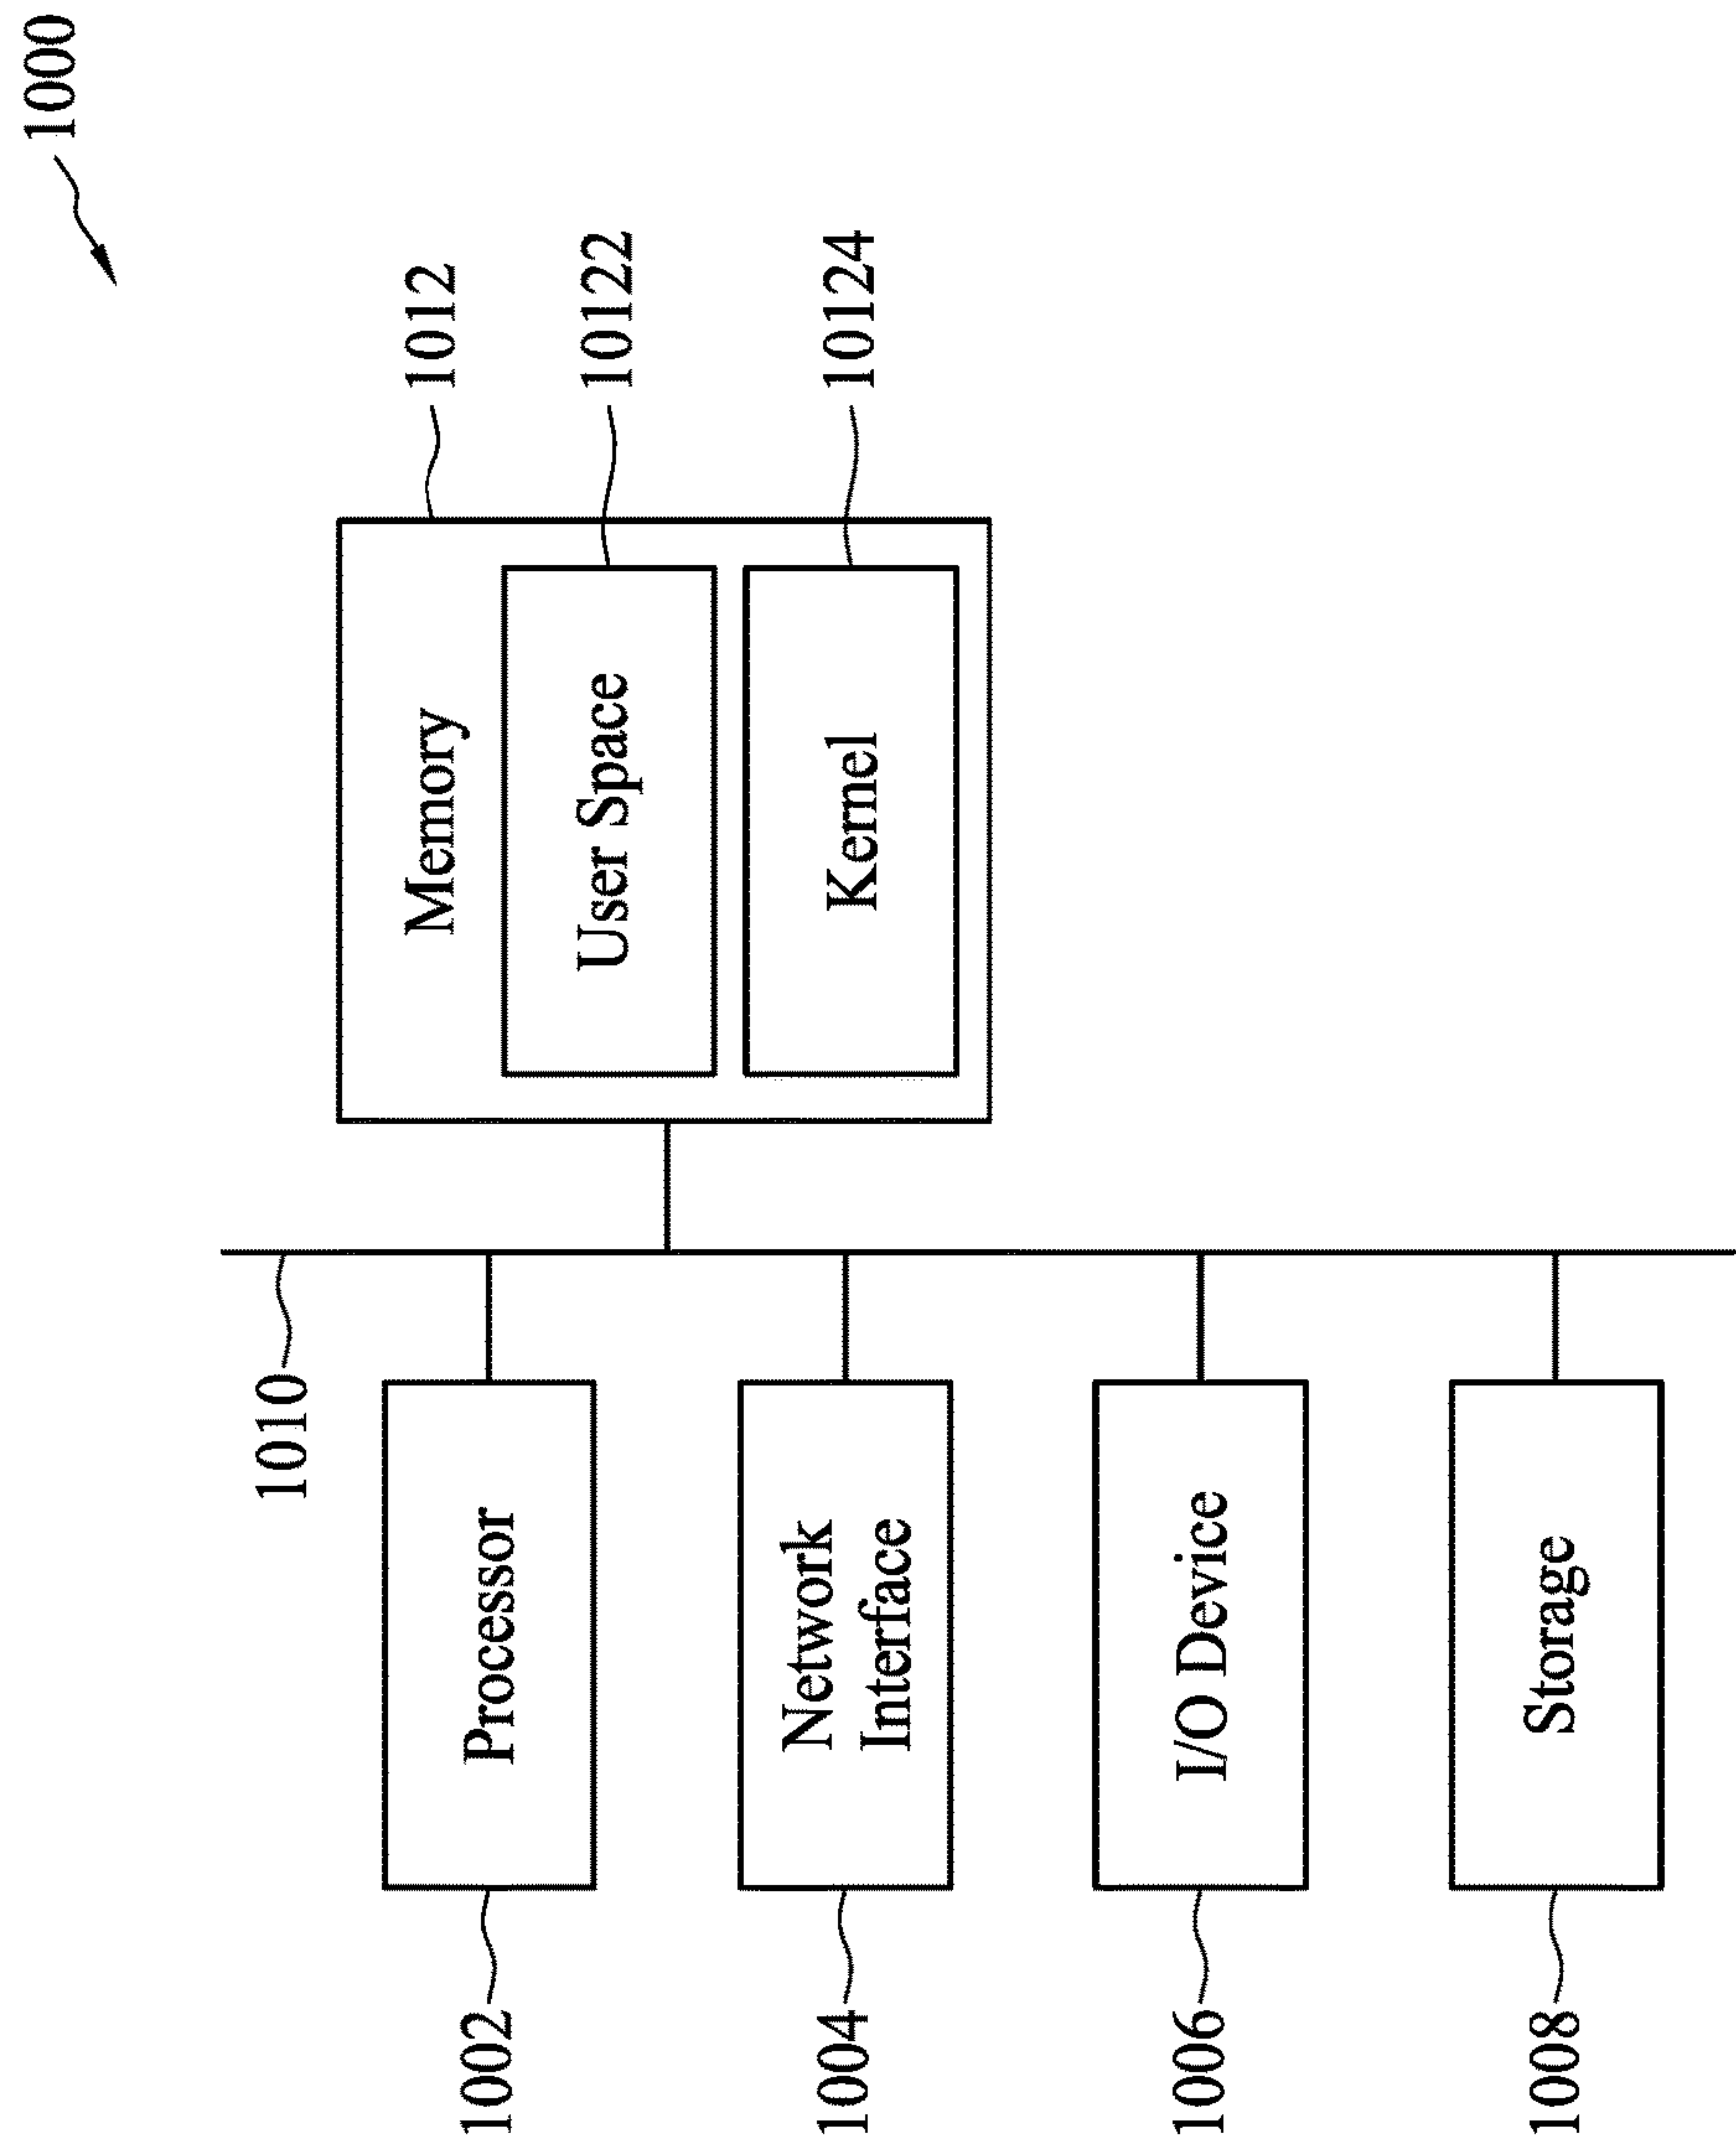 1000
1010
1002
Processor
1004
Network
Interface
1006
I/O Device
1008
Storage
Memory
1012
User Space
10122
Kernel
10124